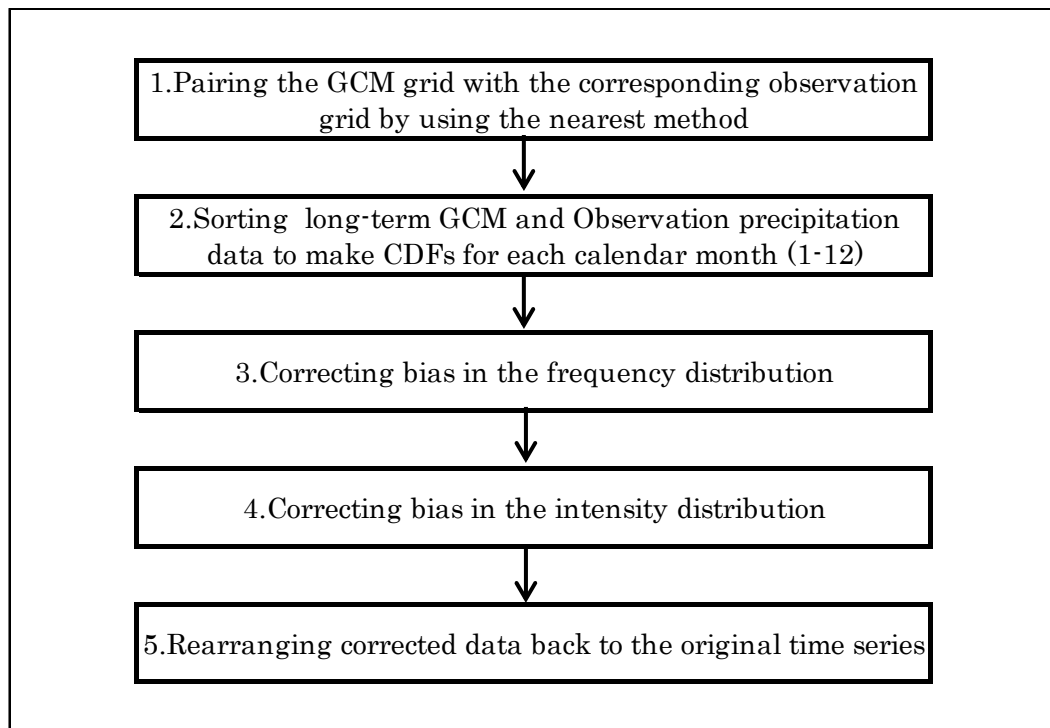 1.Pairing the GCM grid with the corresponding observation
grid by using the nearest method
2.Sorting long-term GCM and Observation precipitation
data to make CDFs for each calendar month (1-12)
3.Correcting bias in the frequency distribution
4.Correcting bias in the intensity distribution
5.Rearranging corrected data back to the original time series